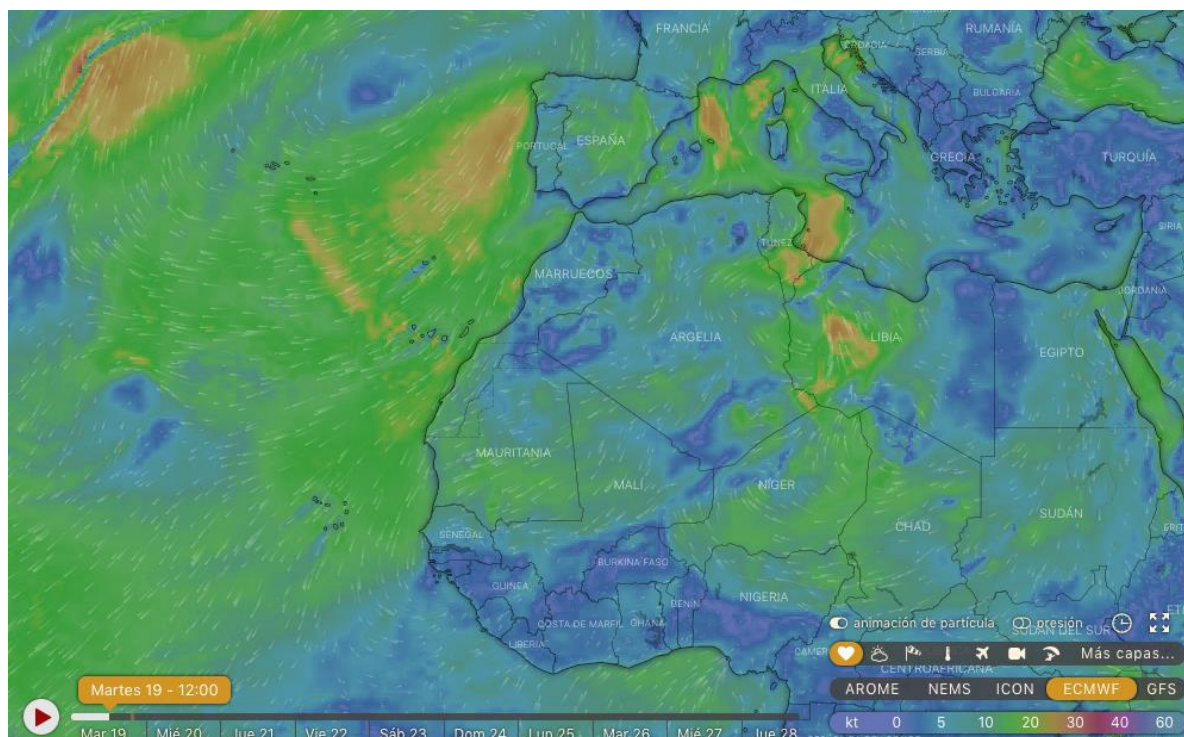 FRANCIA
RUMANÍA
CROACIA
SERBIA
ITALIA
BULGARIA
PORTUGAL
ESPAÑA
GRECIA
TURQUÍA
SIRIA
TÚNEZ
MARRUECOS
JORDANIA
ARGELIA
LIBIA
EGIPTO
MAURITANIA
MALÍ
NÍGER
CHAD
SUDÁN
SENEGAL
BURKINA FASO
GUINEA
BENÍN
NIGERIA
COSTA DE MARFIL
GHANA
LIBERIA
animación de partícula
presión
SUDÁN DEL SUR
Más capas...
CENTROAFRICANA
Martes 19 - 12:00
AROME NEMS ICON ECMWF GFS
Mar 19 Mié 20 Jue 21 Vie 22 Sáb 23 Dom 24 Lun 25 Mar 26 Mié 27 Jue 28
kt 0 5 10 20 30 40 60